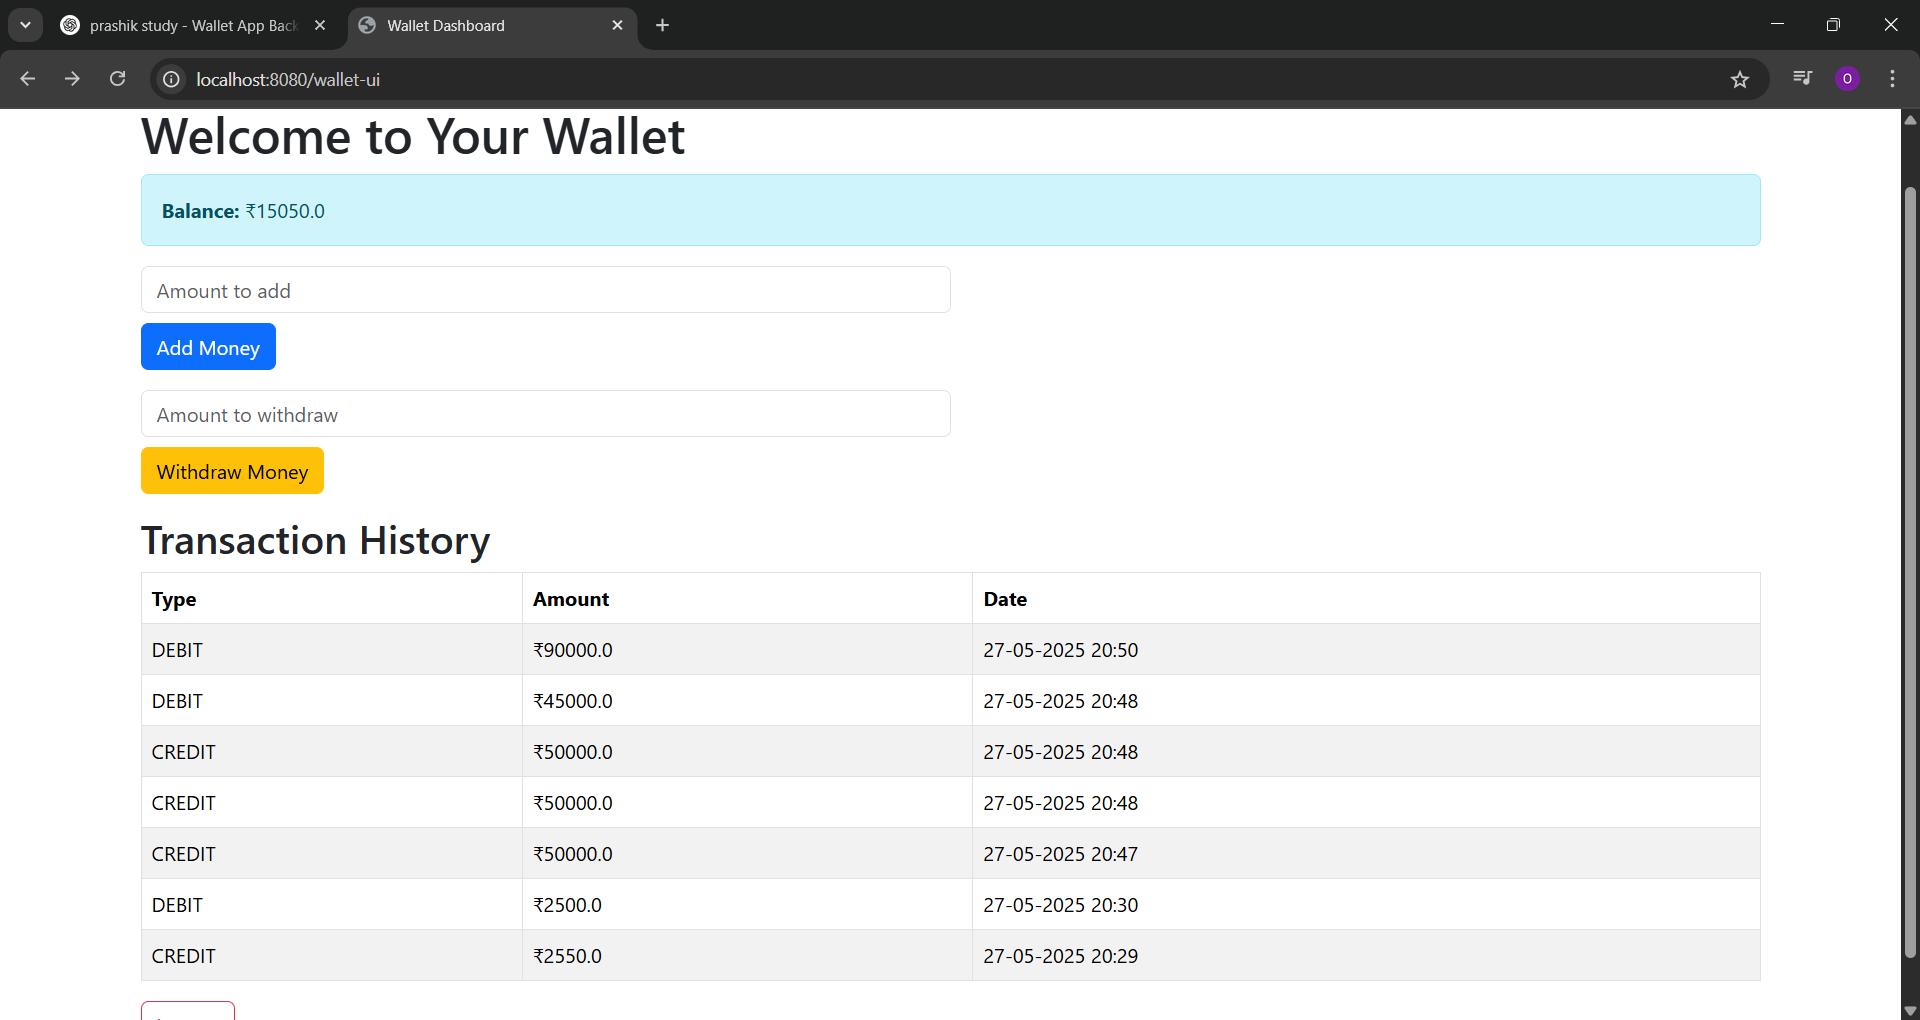 prashik study - Wallet App Back
Wallet Dashboard
localhost:8080/wallet-ui
O
Welcome to Your Wallet
Balance: ₹15050.0
Amount to add
Add Money
Amount to withdraw
Withdraw Money
Transaction History
Type Amount Date
DEBIT ₹90000.0 27-05-2025 20:50
DEBIT ₹45000.0 27-05-2025 20:48
CREDIT ₹50000.0 27-05-2025 20:48
CREDIT ₹50000.0 27-05-2025 20:48
CREDIT ₹50000.0 27-05-2025 20:47
DEBIT ₹2500.0 27-05-2025 20:30
CREDIT ₹2550.0 27-05-2025 20:29